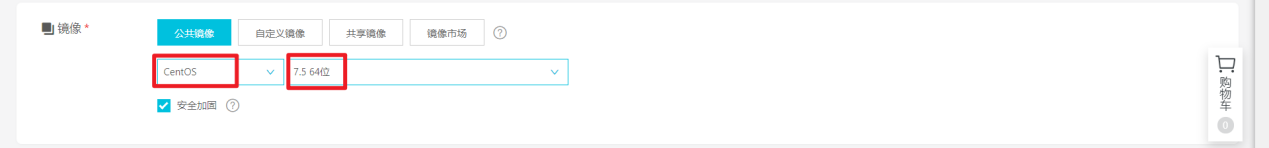 镜像 *
公共镜像 自定义镜像 共享镜像 镜像市场 ?
CentOS 7.5 64位
安全加固 ?
购物车
0